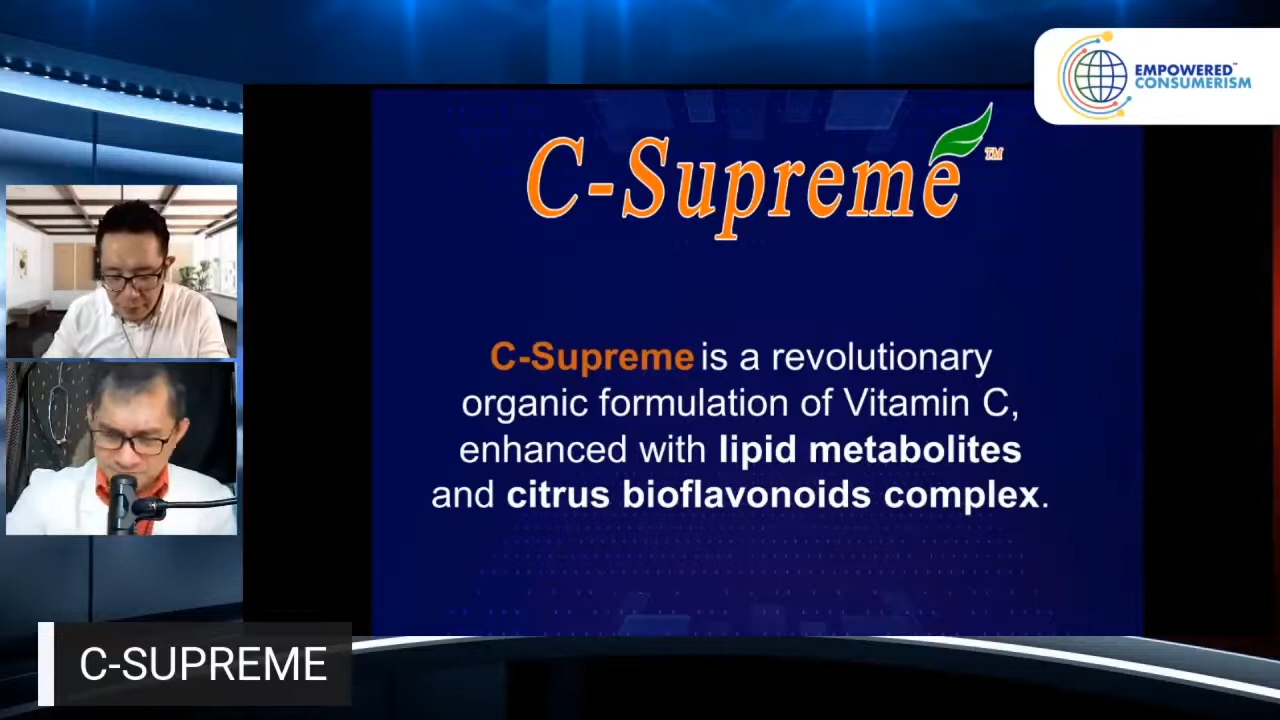 EMPOWERED™
CONSUMERISM
C-Supreme™
C-Supreme is a revolutionary
organic formulation of Vitamin C,
enhanced with lipid metabolites
and citrus bioflavonoids complex.
C-SUPREME